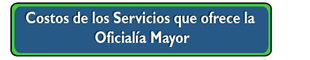 Costos de los Servicios que ofrece la
Oficialía Mayor